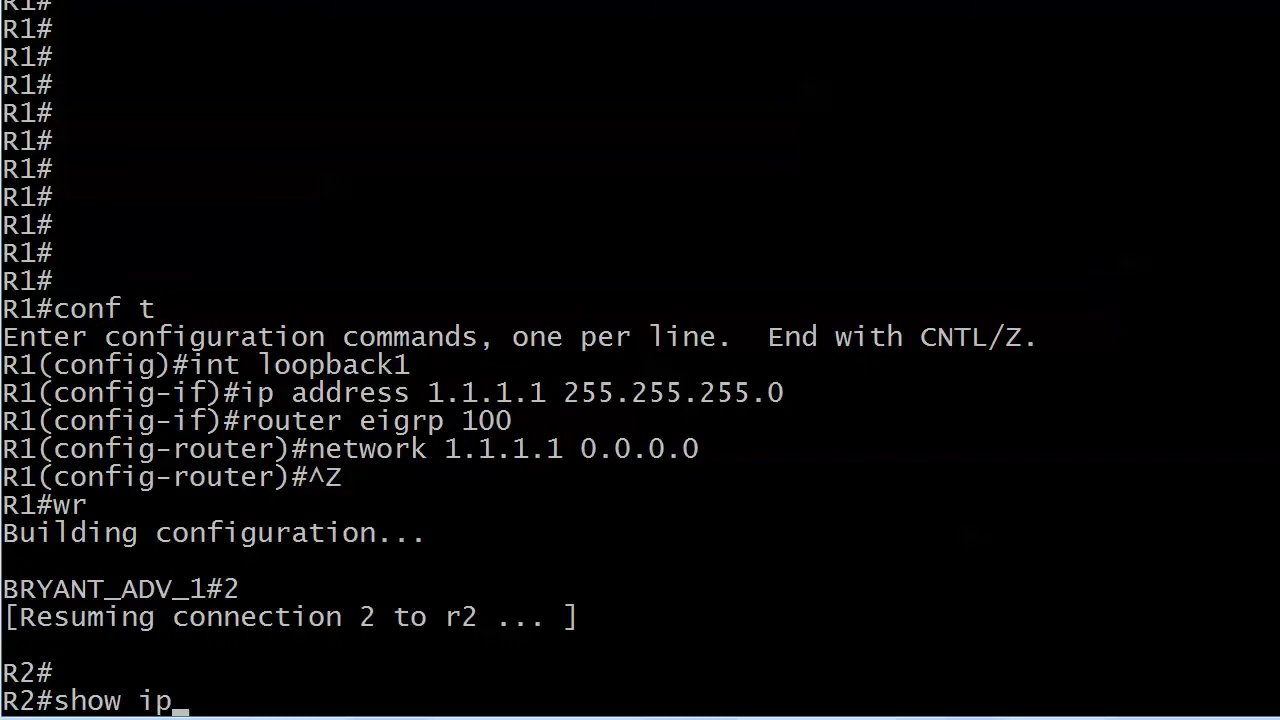 R1#
R1#
R1#
R1#
R1#
R1#
R1#
R1#
R1#
R1#
R1#
R1#conf t
Enter configuration commands, one per line.  End with CNTL/Z.
R1(config)#int loopback1
R1(config-if)#ip address 1.1.1.1 255.255.255.0
R1(config-if)#router eigrp 100
R1(config-router)#network 1.1.1.1 0.0.0.0
R1(config-router)#^Z
R1#wr
Building configuration...
BRYANT_ADV_1#2
[Resuming connection 2 to r2 ... ]
R2#
R2#show ip_